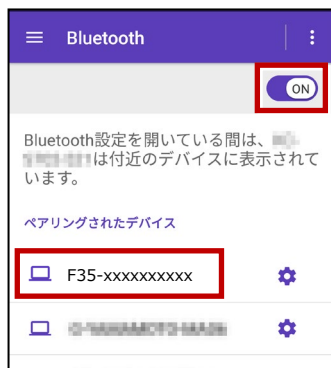 Bluetooth
ON
Bluetooth設定を開いている間は、
は付近のデバイスに表示されて
います。
ペアリングされたデバイス
F35-xxxxxxxxxx